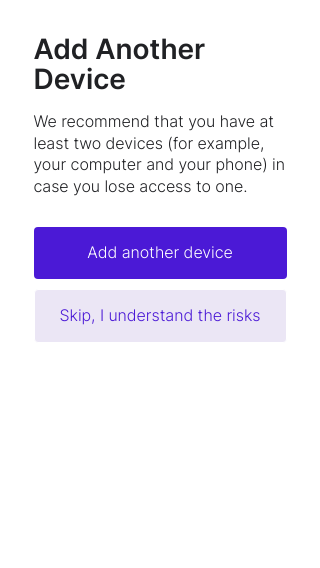 Add Another
Device
We recommend that you have at
least two devices (for example,
your computer and your phone) in
case you lose access to one.
Add another device
Skip, I understand the risks